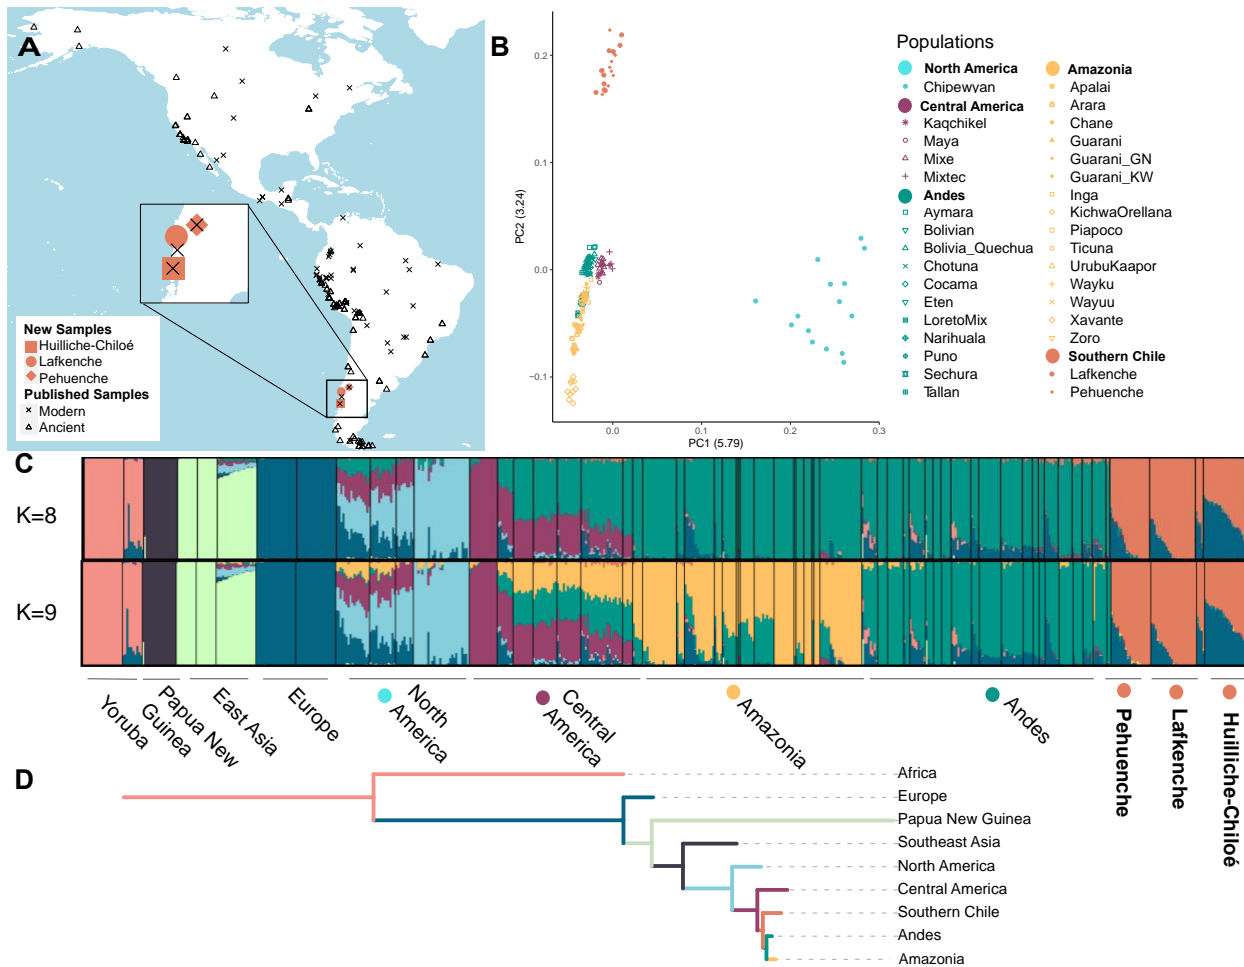 A
New Samples
Huilliche-Chiloé
Lafkenche
Pehuenche
Published Samples
Modern
Ancient
B
0.2
0.1
0.0
−0.1
PC2 (3.24)
0.0
0.1
0.2
0.3
PC1 (5.79)
Populations
North America
Chipewyan
Central America
Kaqchikel
Maya
Mixe
Mixtec
Andes
Aymara
Bolivian
Bolivia_Quechua
Chotuna
Cocama
Eten
LoretoMix
Narihuala
Puno
Sechura
Tallan
Amazonia
Apalai
Arara
Chane
Guarani
Guarani_GN
Guarani_KW
Inga
KichwaOrellana
Piapoco
Ticuna
UrubuKaapor
Wayku
Wayuu
Xavante
Zoro
Southern Chile
Lafkenche
Pehuenche
C
K=8
K=9
Yoruba
Papua New
Guinea
East Asia
Europe
North
America
Central
America
Amazonia
Andes
Pehuenche
Lafkenche
Huilliche-Chiloé
D
Africa
Europe
Papua New Guinea
Southeast Asia
North America
Central America
Southern Chile
Andes
Amazonia